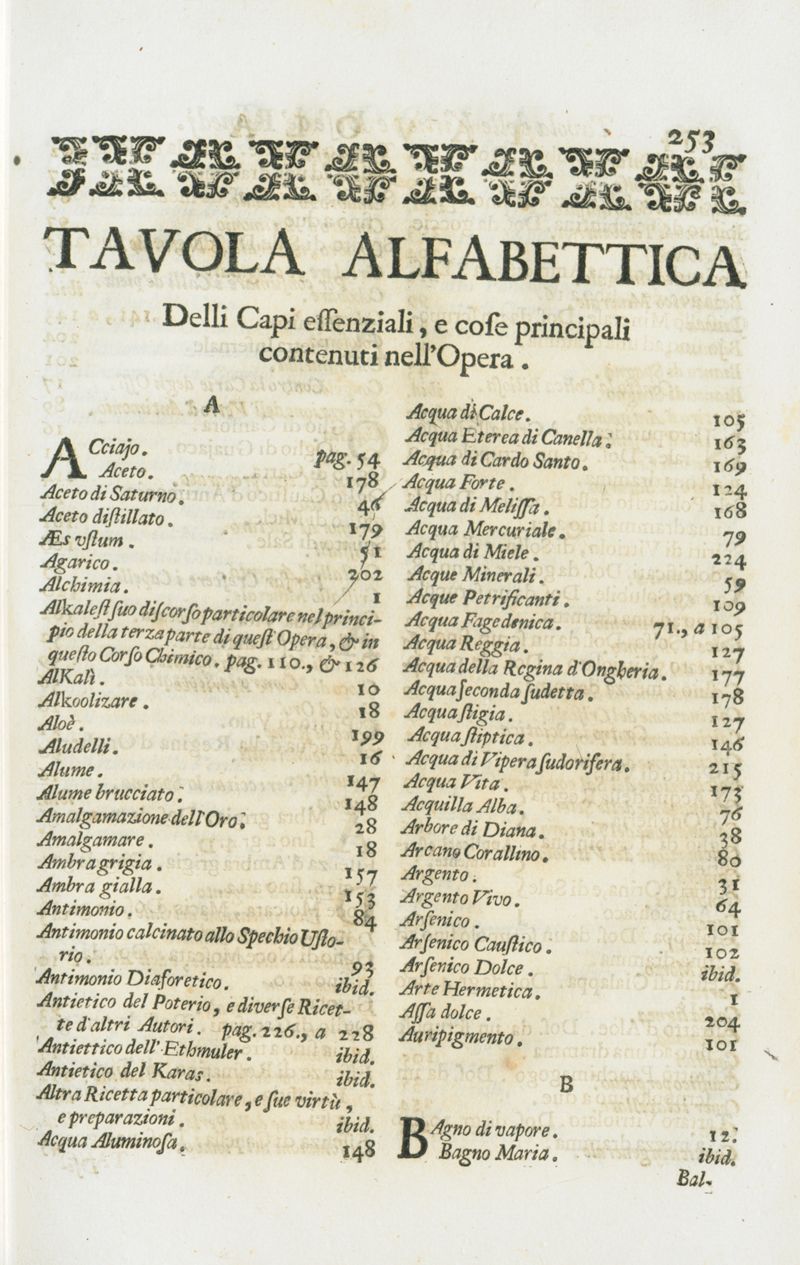 253
TAVOLA ALFABETTICA
Delli Capi eſſenziali, e coſe principali
contenuti nell'Opera.
A
ACciajo. pag. 54
Aceto. 178
Aceto di Saturno. 46
Aceto diſtillato. 179
Æs vſtum. 51
Agarico. 202
Alchimia. 1
Alkaleſt ſuo diſcorſo particolare nel princi-
pio della terza parte di queſt Opera, & in
queſto Corſo Chimico. pag. 110., & 126
AlKalì. 10
Alkoolizare. 18
Aloè. 199
Aludelli. 16
Alume. 147
Alume brucciato. 148
Amalgamazione dell'Oro. 28
Amalgamare. 18
Ambra grigia. 157
Ambra gialla. 153
Antimonio. 84
Antimonio calcinato allo Spechio Uſto-
rio. 93
Antimonio Diaforetico. ibid.
Antietico del Poterio, e diverſe Ricet-
te d'altri Autori. pag. 226., a 228
Antiettico dell'Ethmuler. ibid.
Antietico del Karas. ibid.
Altra Ricetta particolare, e ſue virtù,
e preparazioni. ibid.
Acqua Aluminoſa. 148
Acqua di Calce. 105
Acqua Eterea di Canella. 163
Acqua di Cardo Santo. 169
Acqua Forte. 124
Acqua di Meliſſa. 168
Acqua Mercuriale. 79
Acqua di Miele. 224
Acque Minerali. 59
Acque Petrificanti. 109
Acqua Fagedenica. 71., a 105
Acqua Reggia. 127
Acqua della Regina d'Ongheria. 177
Acqua ſeconda ſudetta. 178
Acqua ſtigia. 127
Acqua ſtiptica. 146
Acqua di Vipera ſudorifera. 215
Acqua Vita. 173
Acquilla Alba. 76
Arbore di Diana. 38
Arcano Corallino. 80
Argento. 31
Argento Vivo. 64
Arſenico. 101
Arſenico Cauſtico. 102
Arſenico Dolce. ibid.
Arte Hermetica. 1
Aſſa dolce. 204
Auripigmento. 101
B
BAgno di vapore. 12.
Bagno Maria. ibid.
Bal-